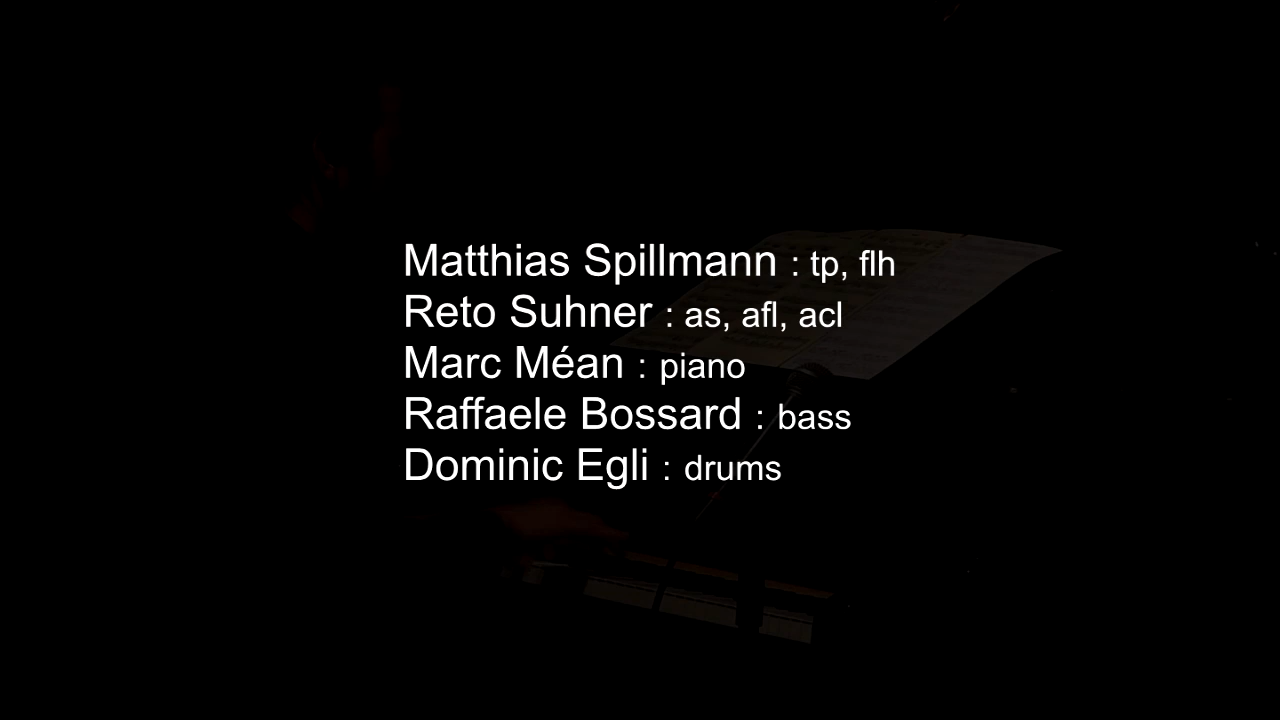 Matthias Spillmann : tp, flh
Reto Suhner : as, afl, acl
Marc Méan : piano
Raffaele Bossard : bass
Dominic Egli : drums